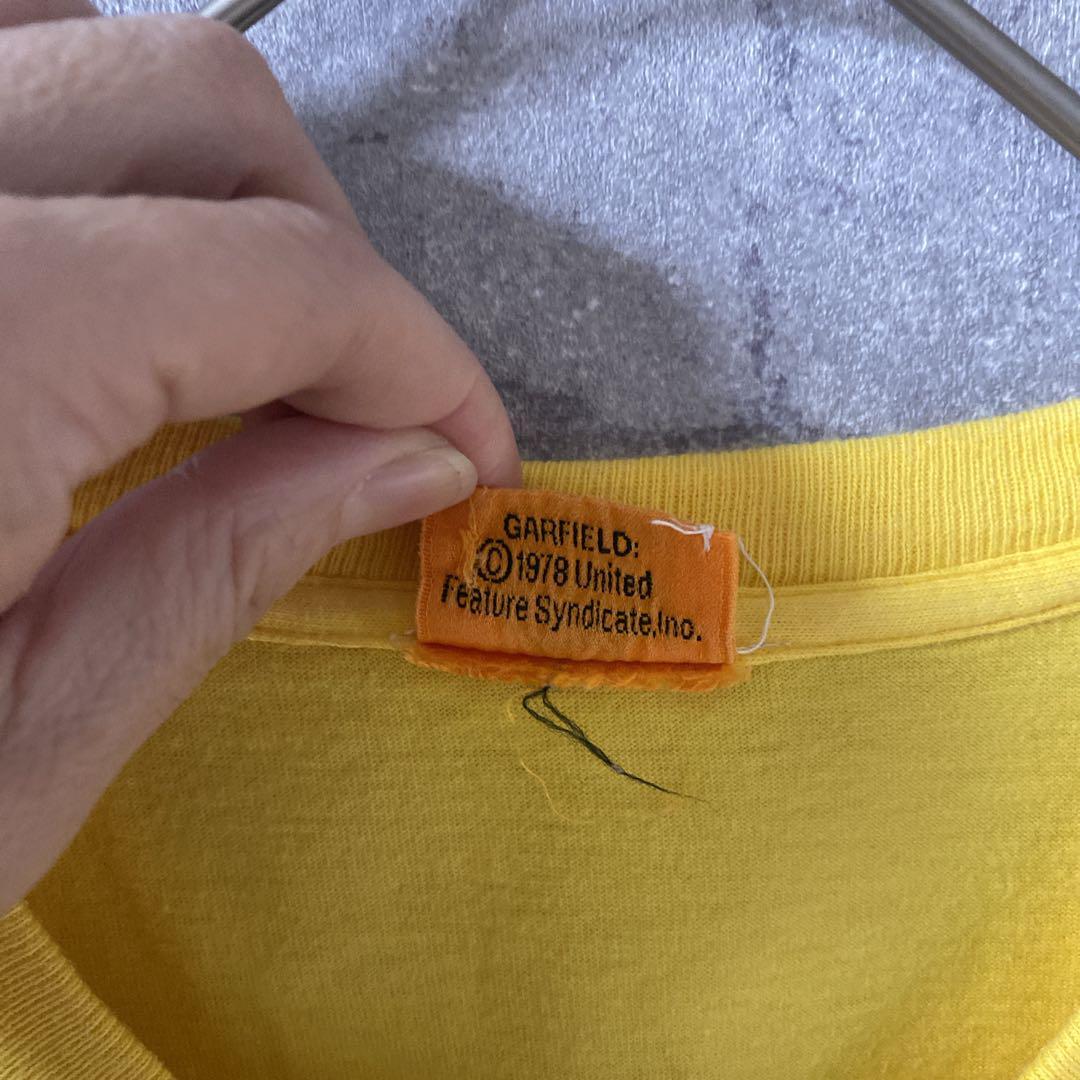 GARFIELD:
©1978 United
Feature Syndicate,Inc.